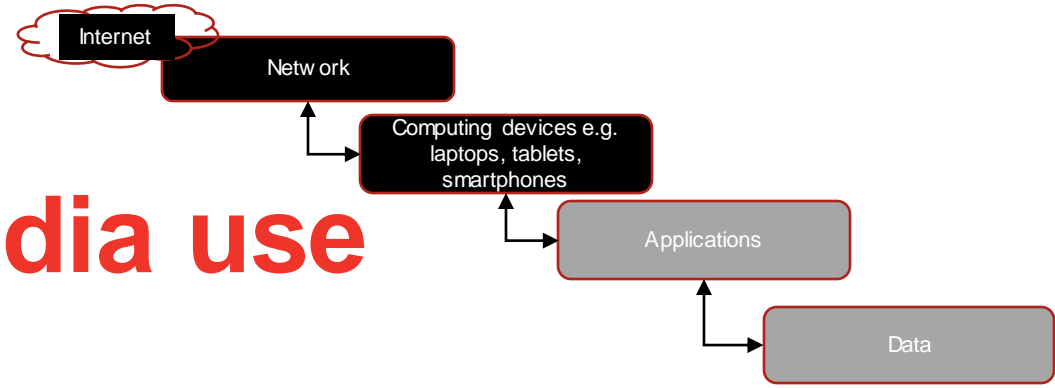 Internet
Netw ork
Computing devices e.g.
laptops, tablets,
smartphones
dia use
Applications
Data